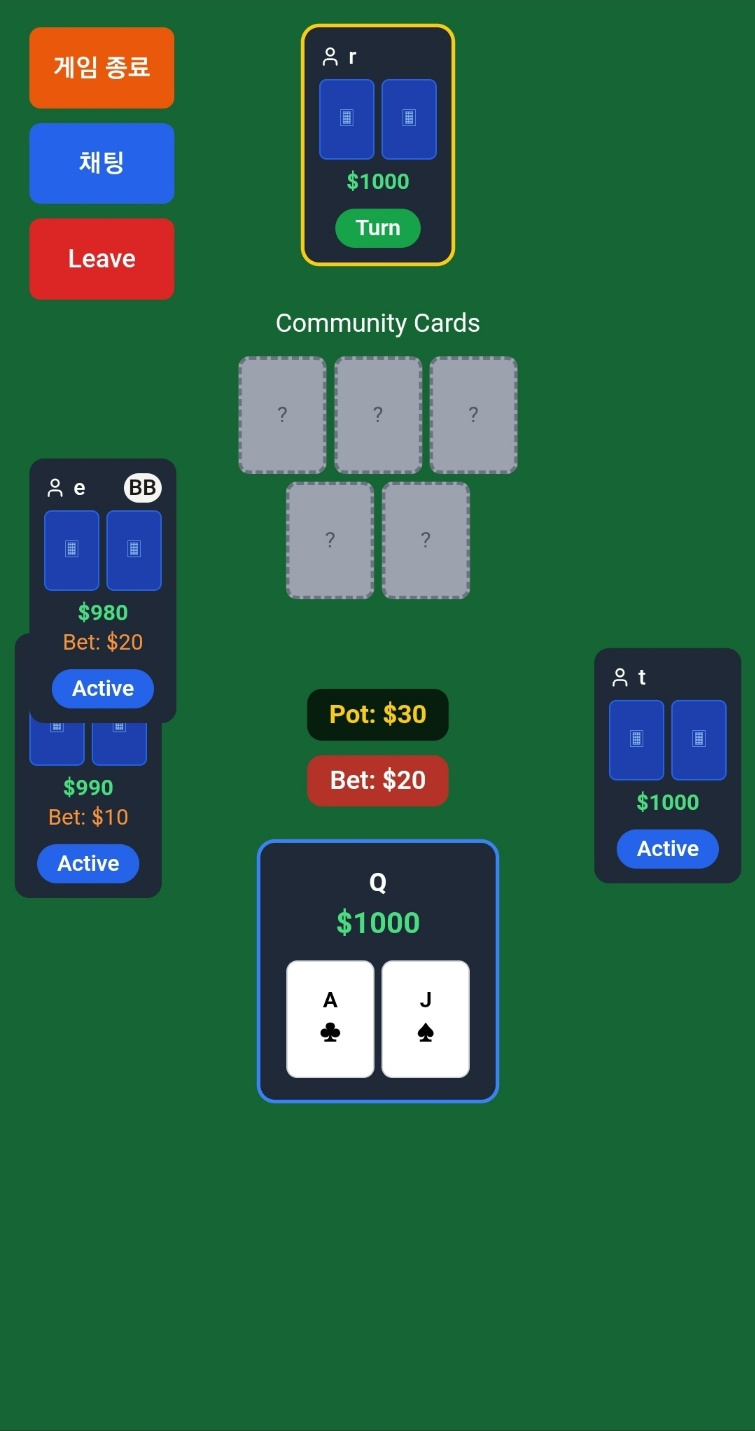 게임 종료
채팅
Leave
r
$1000
Turn
Community Cards
? ? ?
? ?
e BB
$980
Bet: $20
Active
$990
Bet: $10
Active
Pot: $30
Bet: $20
t
$1000
Active
Q
$1000
A J
♣ ♠